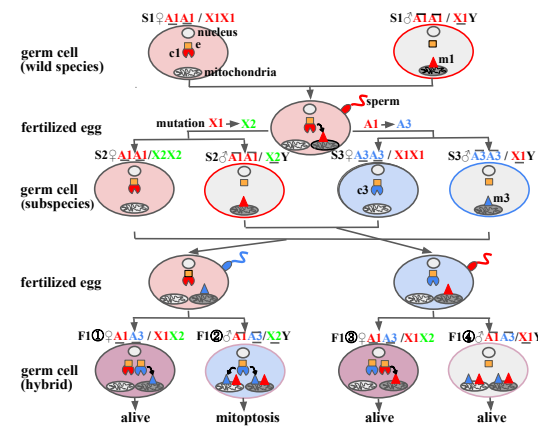 S1♀A1A1 / X1X1
S1♂A1A1 / X1Y
nucleus
e
c1
m1
mitochondria
germ cell
(wild species)
sperm
mutation X1→X2
A1→A3
fertilized egg
S2♀A1A1/X2X2
S2♂A1A1/ X2Y
S3♀A3A3 / X1X1
S3♂A3A3 / X1Y
c3
m3
germ cell
(subspecies)
fertilized egg
F1①♀A1A3 / X1X2
F1②♂A1A3/X2Y
F1③♀A1A3 / X1X2
F1④♂A1A3/X1Y
germ cell
(hybrid)
alive
mitoptosis
alive
alive